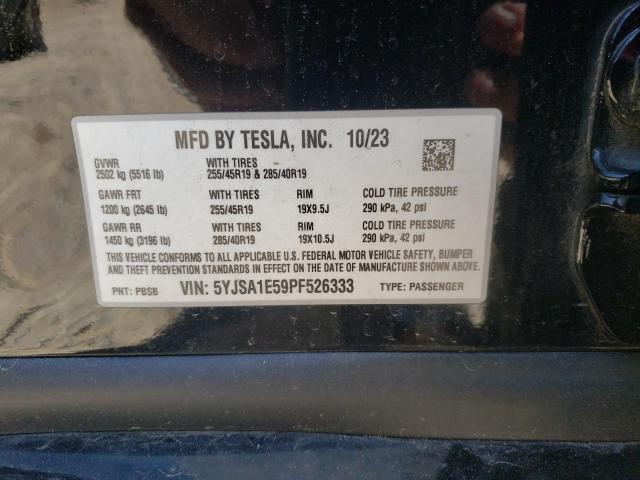 MFD BY TESLA, INC. 10/23
GVWR WITH TIRES
2502 kg (5516 lb) 255/45R19 & 285/40R19
GAWR FRT WITH TIRES RIM COLD TIRE PRESSURE
1200 kg (2645 lb) 255/45R19 19X9.5J 290 kPa, 42 psi
GAWR RR WITH TIRES RIM COLD TIRE PRESSURE
1450 kg (3196 lb) 285/40R19 19X10.5J 290 kPa, 42 psi
THIS VEHICLE CONFORMS TO ALL APPLICABLE U.S. FEDERAL MOTOR VEHICLE SAFETY, BUMPER
AND THEFT PREVENTION STANDARDS IN EFFECT ON THE DATE OF MANUFACTURE SHOWN ABOVE.
PNT: PBSB VIN: 5YJSA1E59PF526333 TYPE: PASSENGER